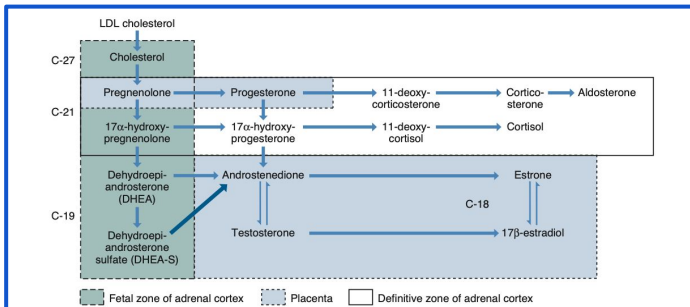 LDL cholesterol
C-27
Cholesterol
Pregnenolone
Progesterone
11-deoxy-
corticosterone
Cortico-
sterone
Aldosterone
C-21
17α-hydroxy-
pregnenolone
17α-hydroxy-
progesterone
11-deoxy-
cortisol
Cortisol
Dehydroepi-
androsterone
(DHEA)
Androstenedione
Estrone
C-19
C-18
Dehydroepi-
androsterone
sulfate (DHEA-S)
Testosterone
17β-estradiol
Fetal zone of adrenal cortex
Placenta
Definitive zone of adrenal cortex